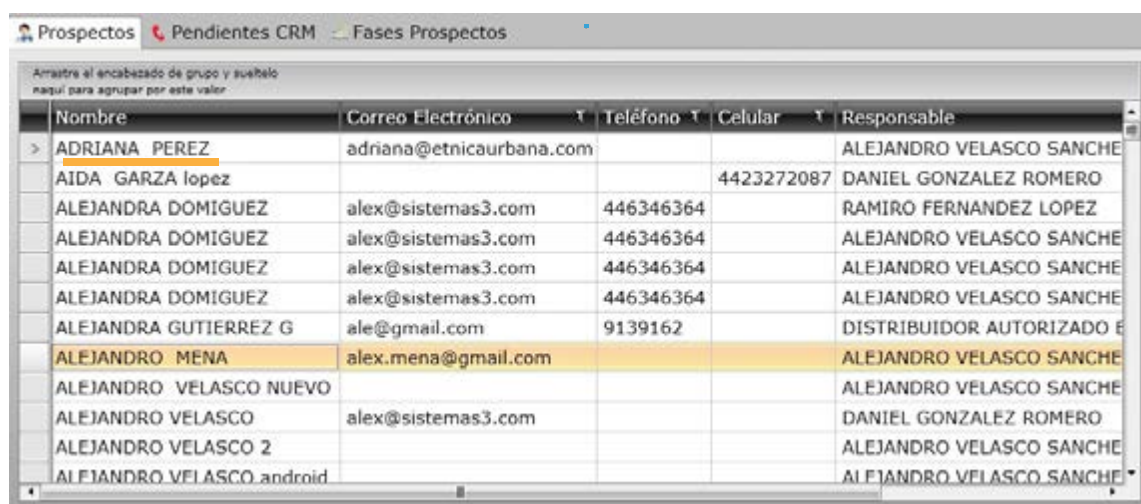 Prospectos Pendientes CRM Fases Prospectos
Arrastre el encabezado de grupo y sueltelo
naqui para agrupar por este valor
Nombre Correo Electrónico Teléfono Celular Responsable
ADRIANA PEREZ adriana@etnicaurbana.com ALEJANDRO VELASCO SANCHE
AIDA GARZA lopez 4423272087 DANIEL GONZALEZ ROMERO
ALEJANDRA DOMIGUEZ alex@sistemas3.com 446346364 RAMIRO FERNANDEZ LOPEZ
ALEJANDRA DOMIGUEZ alex@sistemas3.com 446346364 ALEJANDRO VELASCO SANCHE
ALEJANDRA DOMIGUEZ alex@sistemas3.com 446346364 ALEJANDRO VELASCO SANCHE
ALEJANDRA DOMIGUEZ alex@sistemas3.com 446346364 ALEJANDRO VELASCO SANCHE
ALEJANDRA GUTIERREZ G ale@gmail.com 9139162 DISTRIBUIDOR AUTORIZADO E
ALEJANDRO MENA alex.mena@gmail.com ALEJANDRO VELASCO SANCHE
ALEJANDRO VELASCO NUEVO ALEJANDRO VELASCO SANCHE
ALEJANDRO VELASCO alex@sistemas3.com DANIEL GONZALEZ ROMERO
ALEJANDRO VELASCO 2 ALEJANDRO VELASCO SANCHE
ALEJANDRO VELASCO android ALEJANDRO VELASCO SANCHE